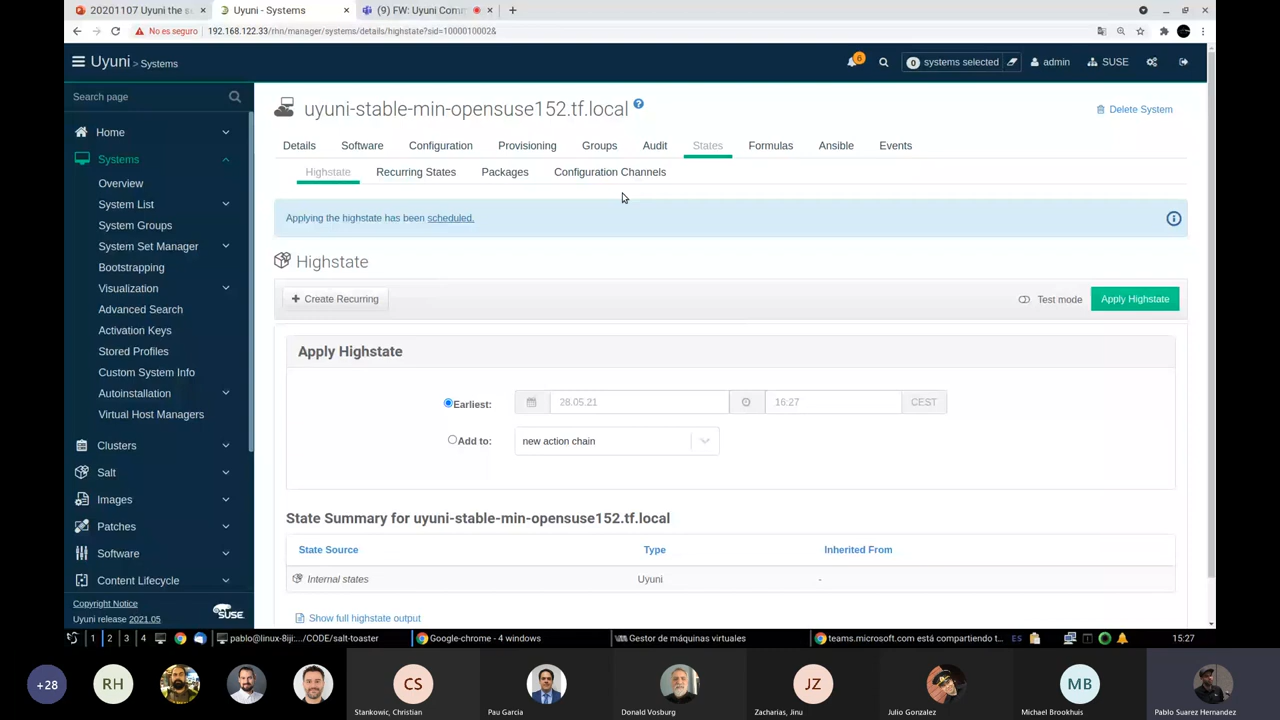 20201107 Uyuni the s
Uyuni - Systems
(9) FW: Uyuni Com
No es seguro
192.168.122.33/rhn/manager/systems/details/highstate?sid=1000010002&
Uyuni > Systems
6
0 systems selected
admin
SUSE
Search page
Home
Systems
Overview
System List
System Groups
System Set Manager
Bootstrapping
Visualization
Advanced Search
Activation Keys
Stored Profiles
Custom System Info
Autoinstallation
Virtual Host Managers
Clusters
Salt
Images
Patches
Software
Content Lifecycle
Copyright Notice
Uyuni release 2021.05
SUSE
uyuni-stable-min-opensuse152.tf.local
Delete System
Details Software Configuration Provisioning Groups Audit States Formulas Ansible Events
Highstate Recurring States Packages Configuration Channels
Applying the highstate has been scheduled.
Highstate
+ Create Recurring
Test mode
Apply Highstate
Apply Highstate
Earliest:
28.05.21
16:27
CEST
Add to:
new action chain
State Summary for uyuni-stable-min-opensuse152.tf.local
State Source Type Inherited From
Internal states Uyuni -
Show full highstate output
1 2 3 4
pablo@linux-8iji:.../CODE/salt-toaster
Google-chrome - 4 windows
Gestor de máquinas virtuales
teams.microsoft.com está compartiendo t...
ES
15:27
+28
RH
CS
Stankovic, Christian
Pau Garcia
Donald Vosburg
JZ
Zacharias, Jinu
Julio Gonzalez
MB
Michael Brookhuis
Pablo Suarez Hernandez